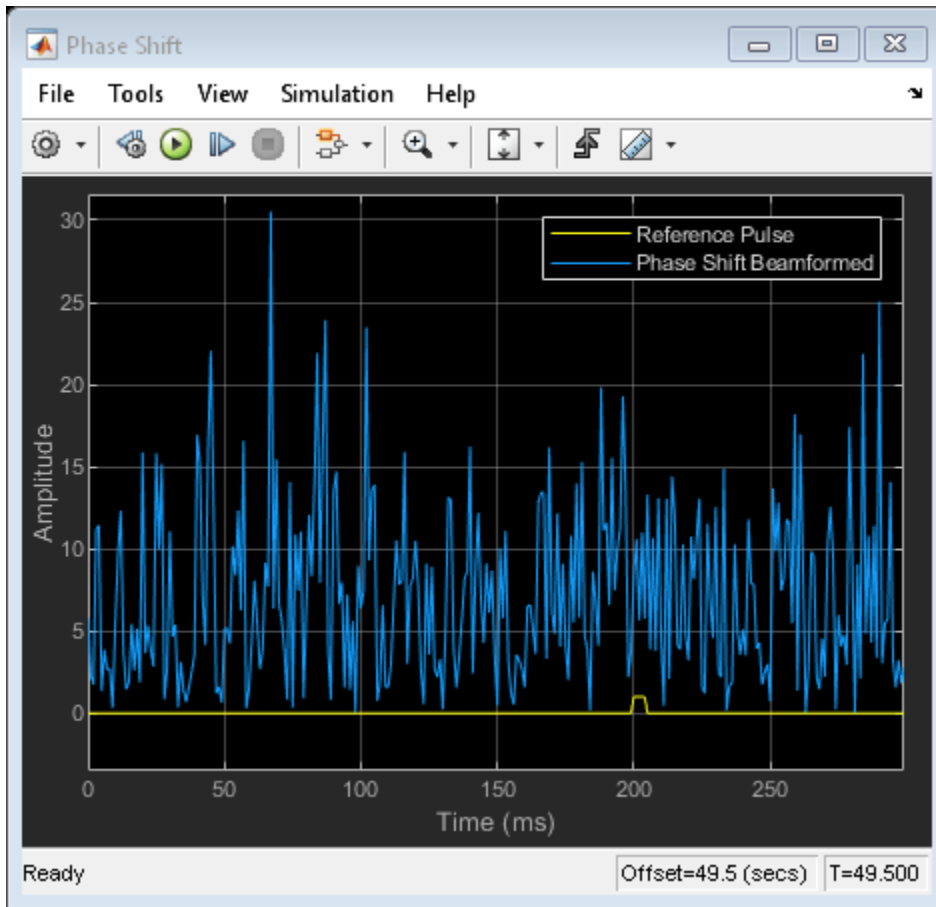 Phase Shift
File Tools View Simulation Help
30
25
20
15
10
5
0
Amplitude
Reference Pulse
Phase Shift Beamformed
0 50 100 150 200 250
Time (ms)
Ready Offset=49.5 (secs) T=49.500